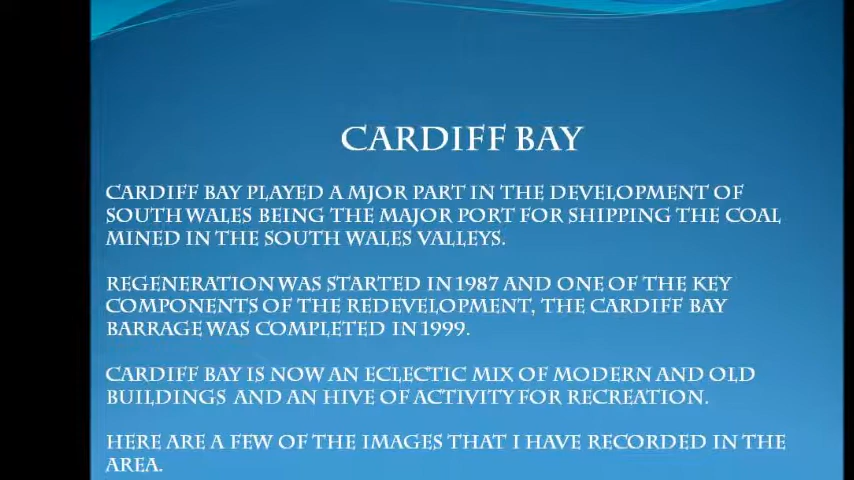 CARDIFF BAY
CARDIFF BAY PLAYED A MJOR PART IN THE DEVELOPMENT OF
SOUTH WALES BEING THE MAJOR PORT FOR SHIPPING THE COAL
MINED IN THE SOUTH WALES VALLEYS.
REGENERATION WAS STARTED IN 1987 AND ONE OF THE KEY
COMPONENTS OF THE REDEVELOPMENT, THE CARDIFF BAY
BARRAGE WAS COMPLETED IN 1999.
CARDIFF BAY IS NOW AN ECLECTIC MIX OF MODERN AND OLD
BUILDINGS AND AN HIVE OF ACTIVITY FOR RECREATION.
HERE ARE A FEW OF THE IMAGES THAT I HAVE RECORDED IN THE
AREA.